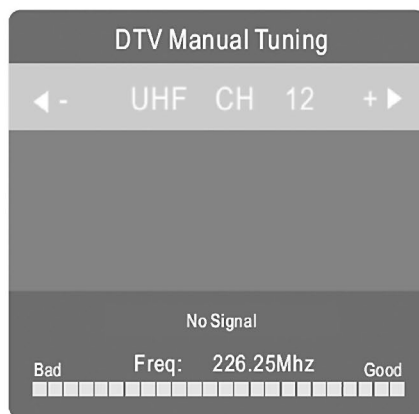 DTV Manual Tuning
◀ - UHF CH 12 + ▶
No Signal
Bad Freq: 226.25Mhz Good